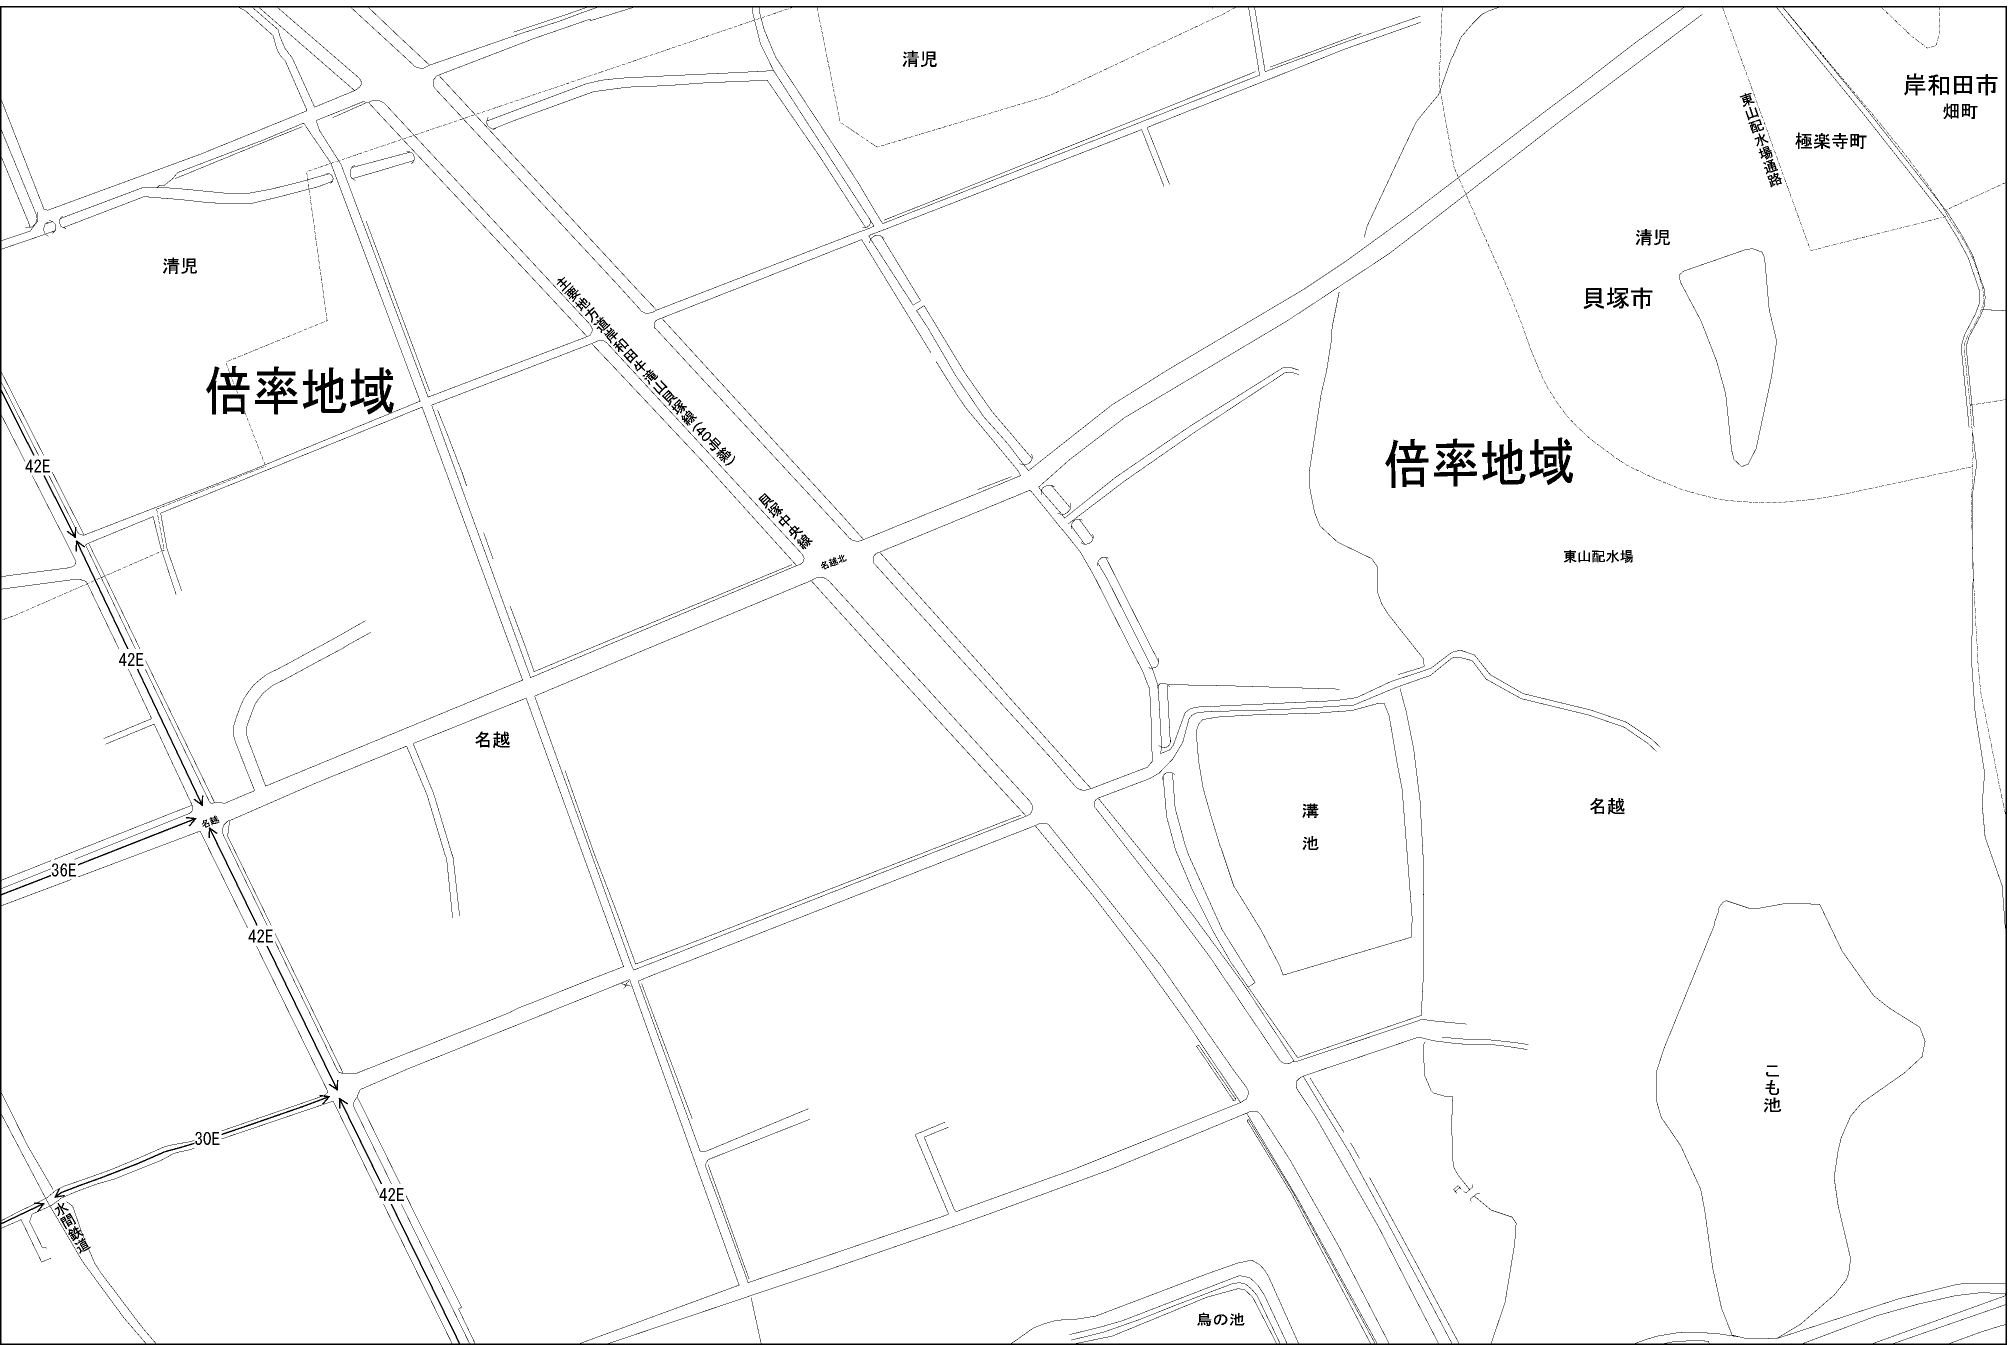 清児
岸和田市
畑町
東山配水場通路
極楽寺町
清児
清児
貝塚市
主要地方道岸和田牛滝山貝塚線(40号線)
倍率地域
倍率地域
42E
貝塚中央線
名越北
東山配水場
42E
名越
溝池
名越
名越
36E
42E
こも池
30E
42E
水間鉄道
鳥の池